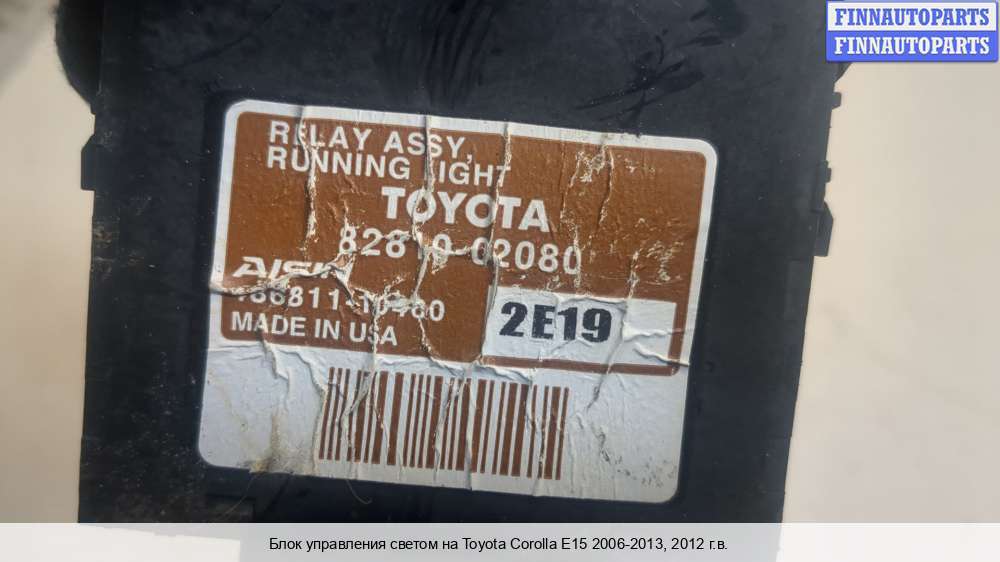 FINNAUTOPARTS
FINNAUTOPARTS
RELAY ASSY,
RUNNING LIGHT
TOYOTA
82810-02080
AISIN
MADE IN USA
2E19
Блок управления светом на Toyota Corolla E15 2006-2013, 2012 г.в.